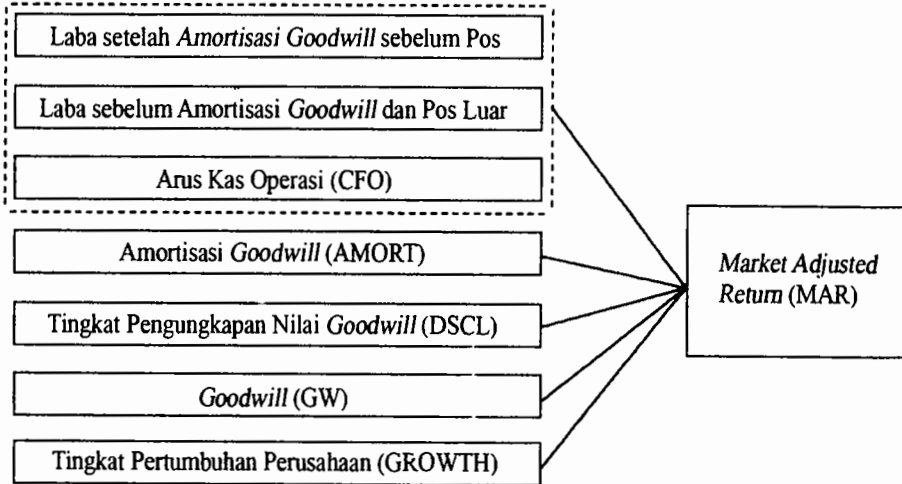 Laba setelah Amortisasi Goodwill sebelum Pos
Laba sebelum Amortisasi Goodwill dan Pos Luar
Arus Kas Operasi (CFO)
Amortisasi Goodwill (AMORT)
Tingkat Pengungkapan Nilai Goodwill (DSCL)
Goodwill (GW)
Tingkat Pertumbuhan Perusahaan (GROWTH)
Market Adjusted
Return (MAR)